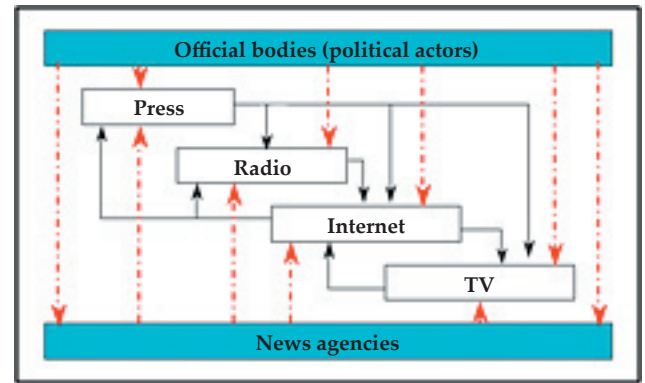 Official bodies (political actors)
Press
Radio
Internet
TV
News agencies